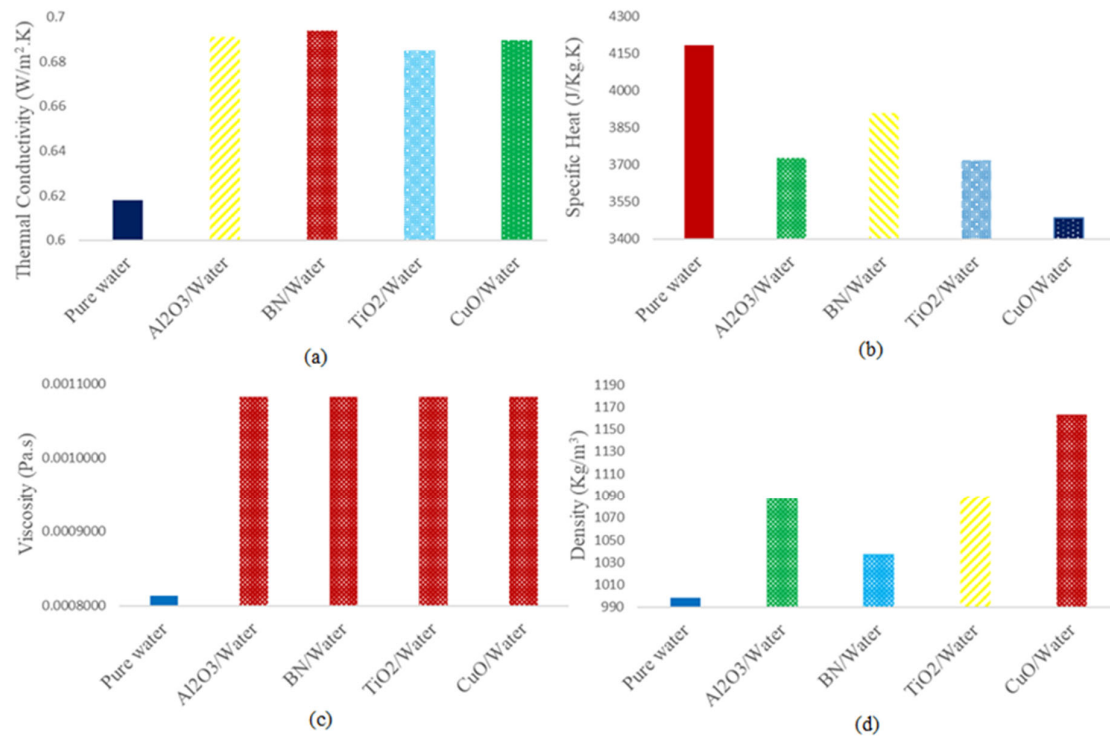 Thermal Conductivity (W/m².K)
0.7
0.68
0.66
0.64
0.62
0.6
Pure water
Al2O3/Water
BN/Water
TiO2/Water
CuO/Water
(a)
Specific Heat (J/Kg.K)
4300
4150
4000
3850
3700
3550
3400
Pure water
Al2O3/Water
BN/Water
TiO2/Water
CuO/Water
(b)
Viscosity (Pa.s)
0.0011000
0.0010000
0.0009000
0.0008000
Pure water
Al2O3/Water
BN/Water
TiO2/Water
CuO/Water
(c)
Density (Kg/m³)
1190
1170
1150
1130
1110
1090
1070
1050
1030
1010
990
Pure water
Al2O3/Water
BN/Water
TiO2/Water
CuO/Water
(d)